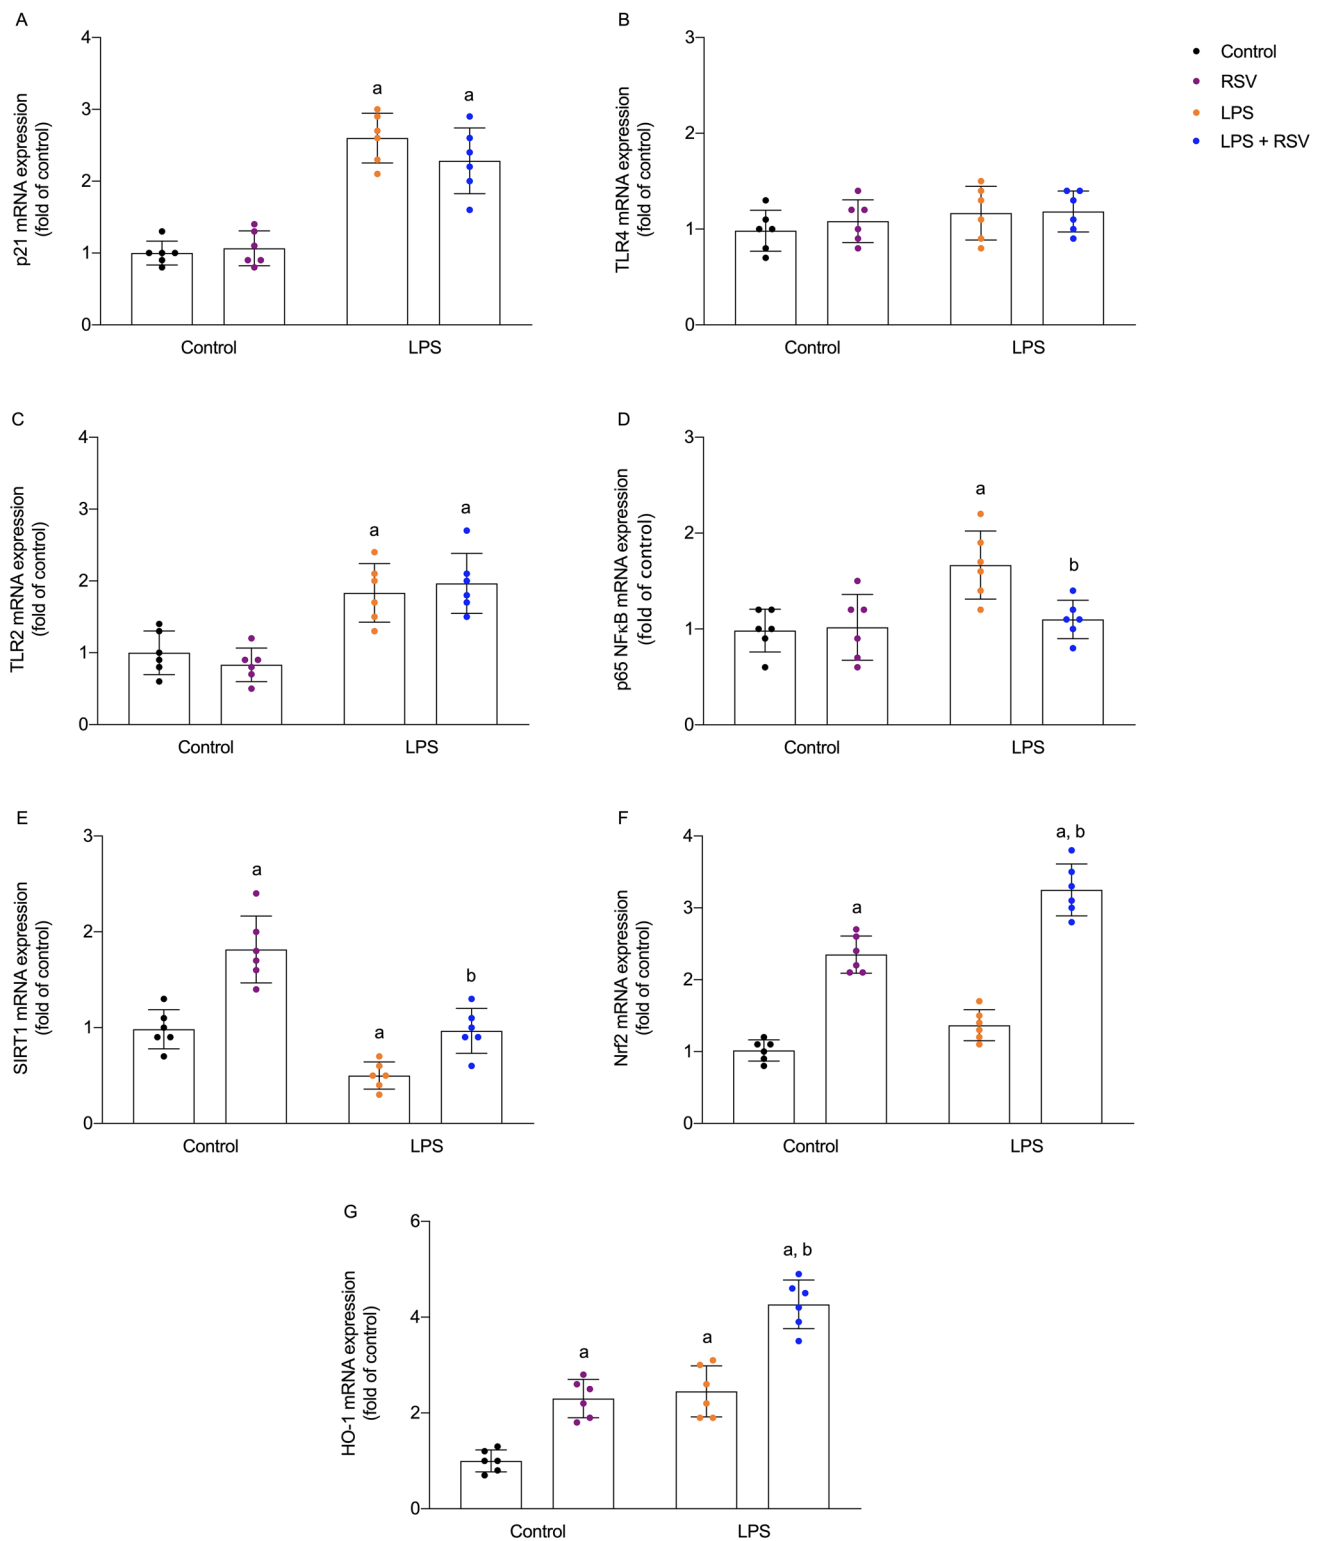 A
p21 mRNA expression
(fold of control)
4
3
2
1
0
a
a
Control
LPS
B
TLR4 mRNA expression
(fold of control)
3
2
1
0
Control
LPS
Control
RSV
LPS
LPS + RSV
C
TLR2 mRNA expression
(fold of control)
4
3
2
1
0
a
a
Control
LPS
D
p65 NFκB mRNA expression
(fold of control)
3
2
1
0
a
b
Control
LPS
E
SIRT1 mRNA expression
(fold of control)
3
2
1
0
a
a
b
Control
LPS
F
Nrf2 mRNA expression
(fold of control)
4
3
2
1
0
a
a, b
Control
LPS
G
HO-1 mRNA expression
(fold of control)
6
4
2
0
a
a
a, b
Control
LPS